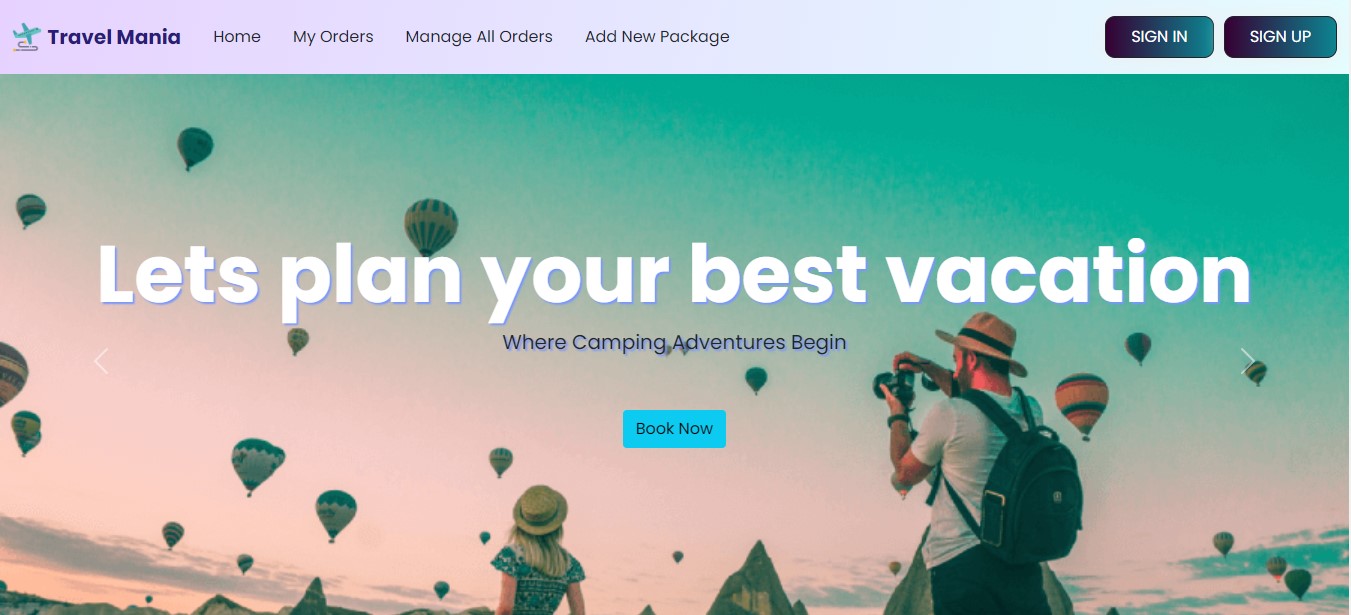 Travel Mania
Home
My Orders
Manage All Orders
Add New Package
SIGN IN
SIGN UP
Lets plan your best vacation
Where Camping Adventures Begin
Book Now